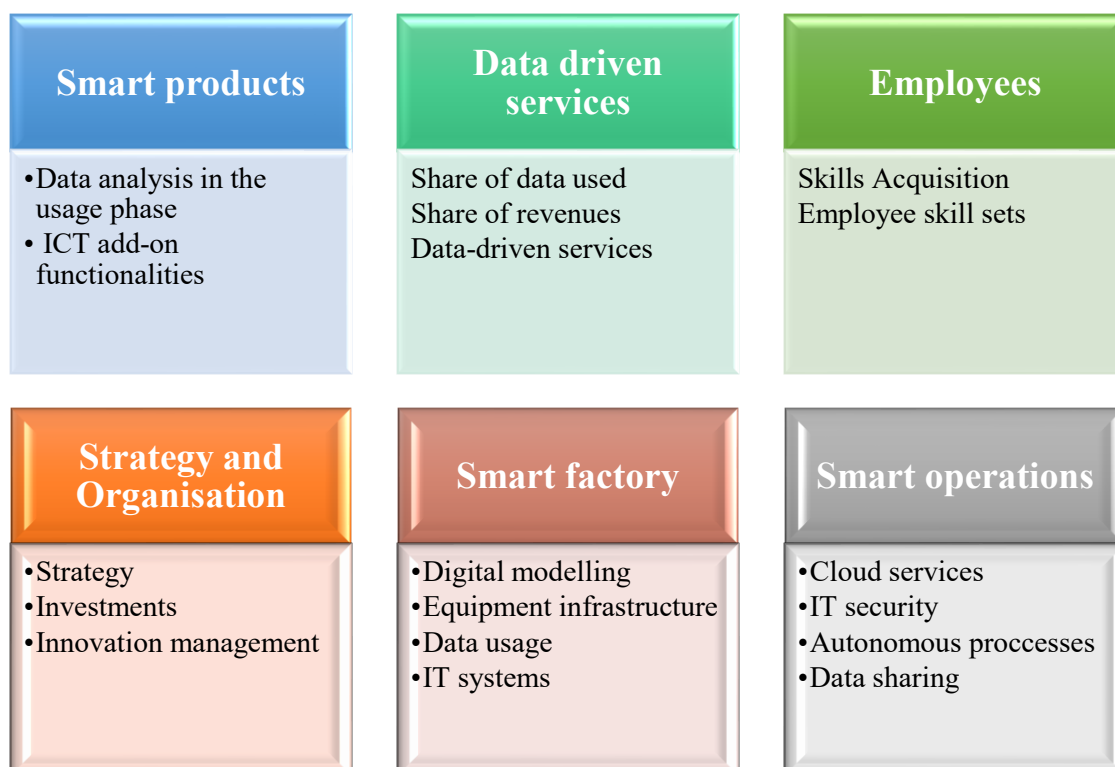 Smart products
•Data analysis in the
usage phase
• ICT add-on
functionalities
Data driven
services
Share of data used
Share of revenues
Data-driven services
Employees
Skills Acquisition
Employee skill sets
Strategy and
Organisation
•Strategy
•Investments
•Innovation management
Smart factory
•Digital modelling
•Equipment infrastructure
•Data usage
•IT systems
Smart operations
•Cloud services
•IT security
•Autonomous proccesses
•Data sharing